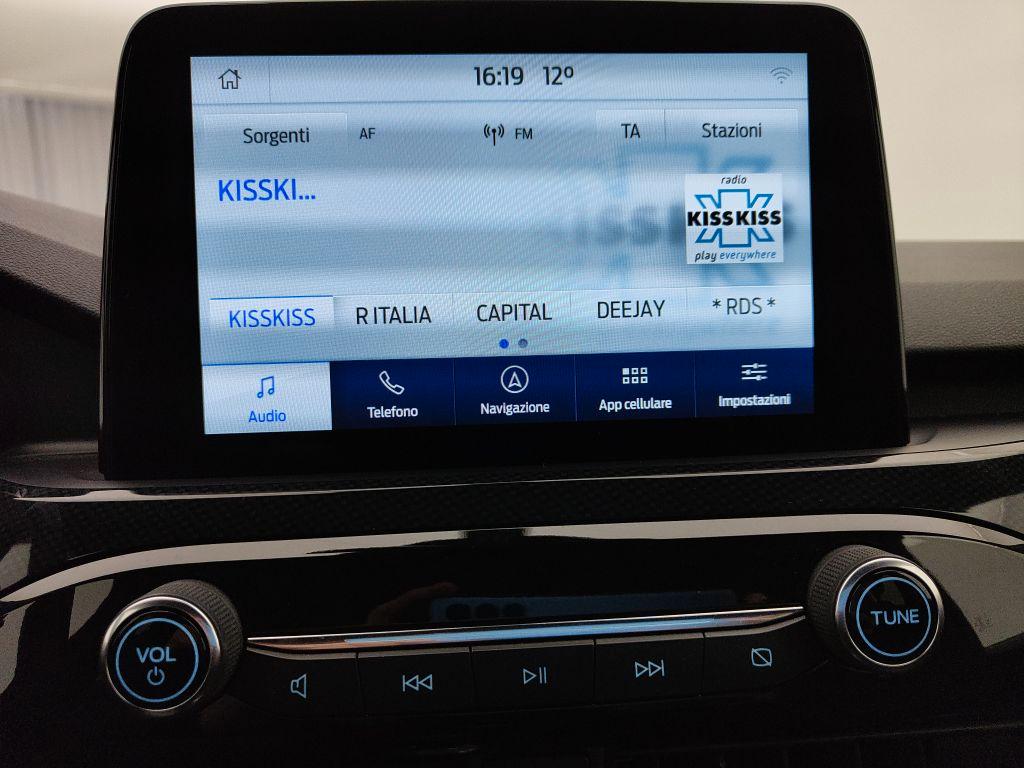 16:19 12º
Sorgenti AF FM TA Stazioni
KISSKI...
radio
KISSKISS
play everywhere
KISSKISS R ITALIA CAPITAL DEEJAY *RDS*
Audio Telefono Navigazione App cellulare Impostazioni
VOL
TUNE